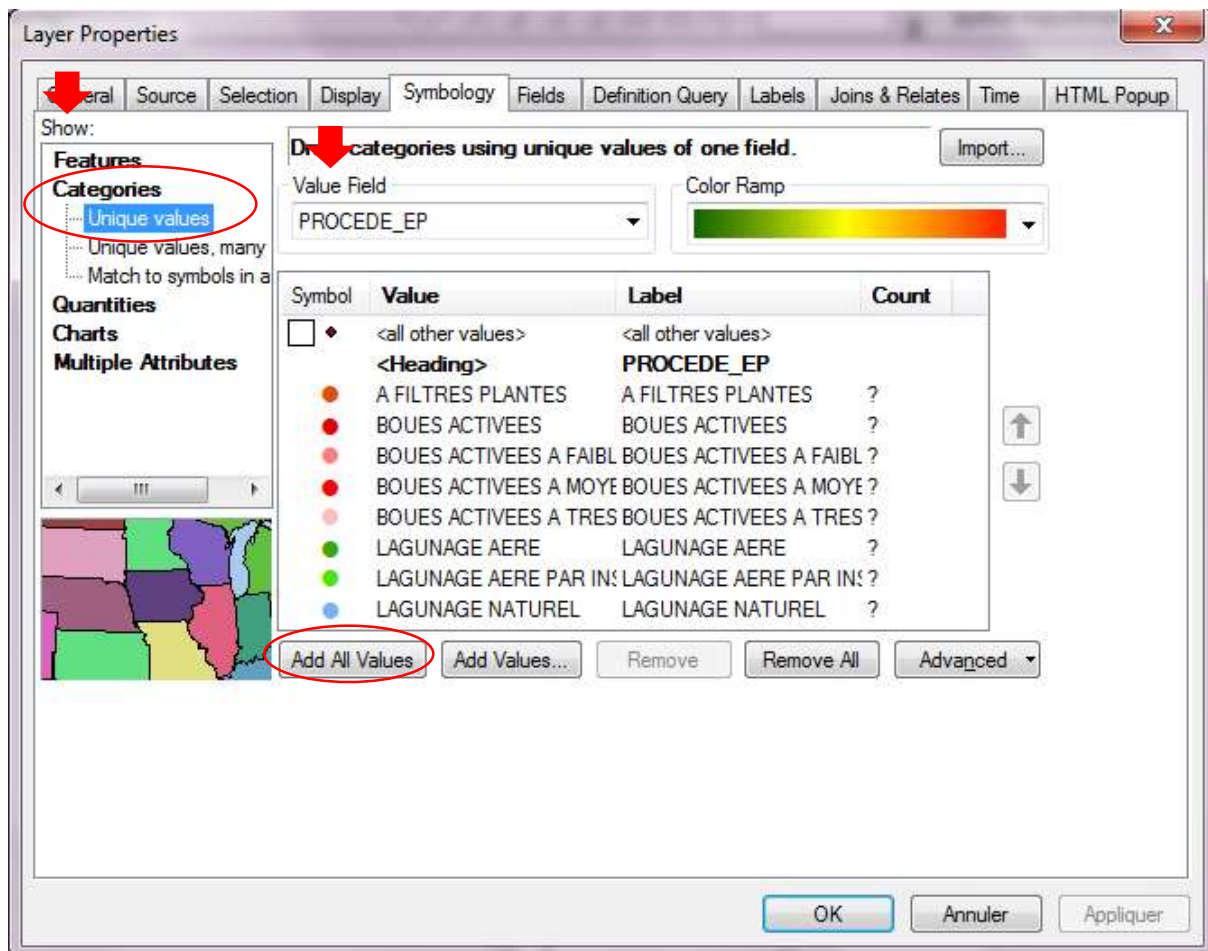 Layer Properties
General Source Selection Display Symbology Fields Definition Query Labels Joins & Relates Time HTML Popup
Show:
Features
Categories
Unique values
Unique values, many
Match to symbols in a
Quantities
Charts
Multiple Attributes
categories using unique values of one field.
Import...
Value Field
PROCEDE_EP
Color Ramp
Symbol Value Label Count
<all other values> <all other values>
<Heading> PROCEDE_EP
A FILTRES PLANTES A FILTRES PLANTES ?
BOUES ACTIVEES BOUES ACTIVEES ?
BOUES ACTIVEES A FAIBL BOUES ACTIVEES A FAIBL ?
BOUES ACTIVEES A MOYE BOUES ACTIVEES A MOYE ?
BOUES ACTIVEES A TRES BOUES ACTIVEES A TRES ?
LAGUNAGE AERE LAGUNAGE AERE ?
LAGUNAGE AERE PAR INS LAGUNAGE AERE PAR INS ?
LAGUNAGE NATUREL LAGUNAGE NATUREL ?
Add All Values Add Values... Remove Remove All Advanced
OK Annuler Appliquer